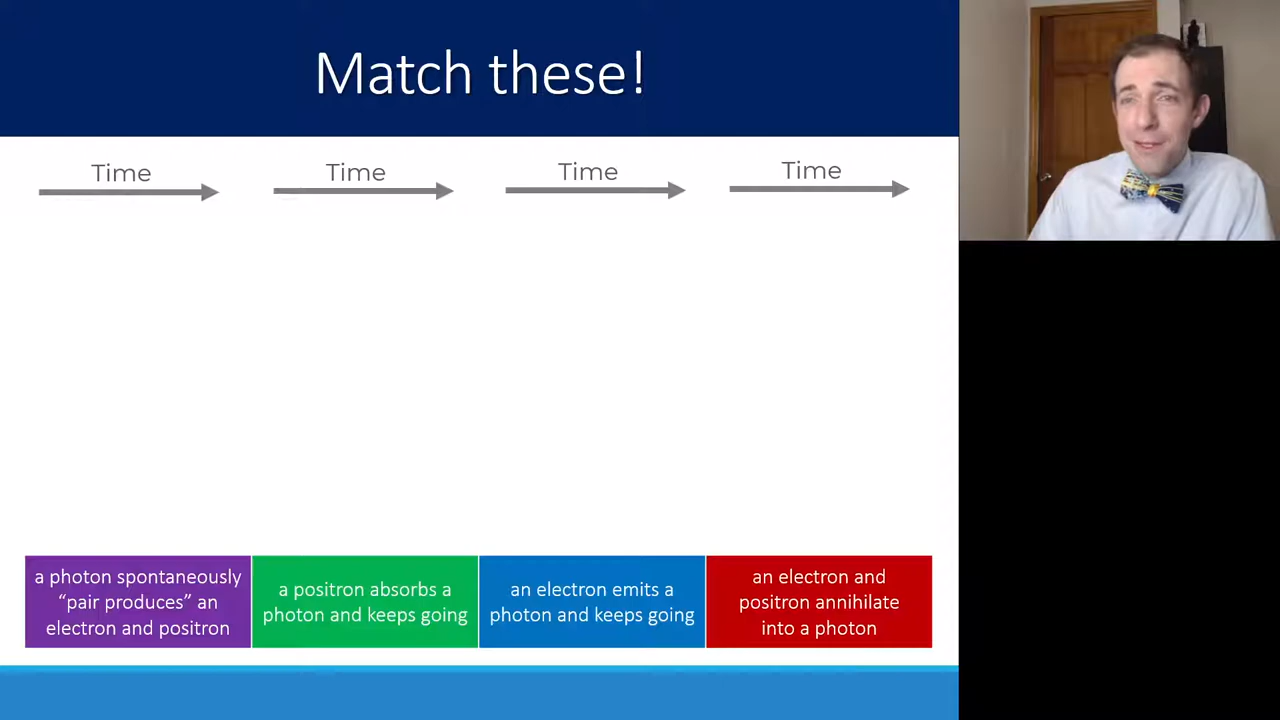 Match these!
Time
Time
Time
Time
a photon spontaneously
“pair produces” an
electron and positron
a positron absorbs a
photon and keeps going
an electron emits a
photon and keeps going
an electron and
positron annihilate
into a photon